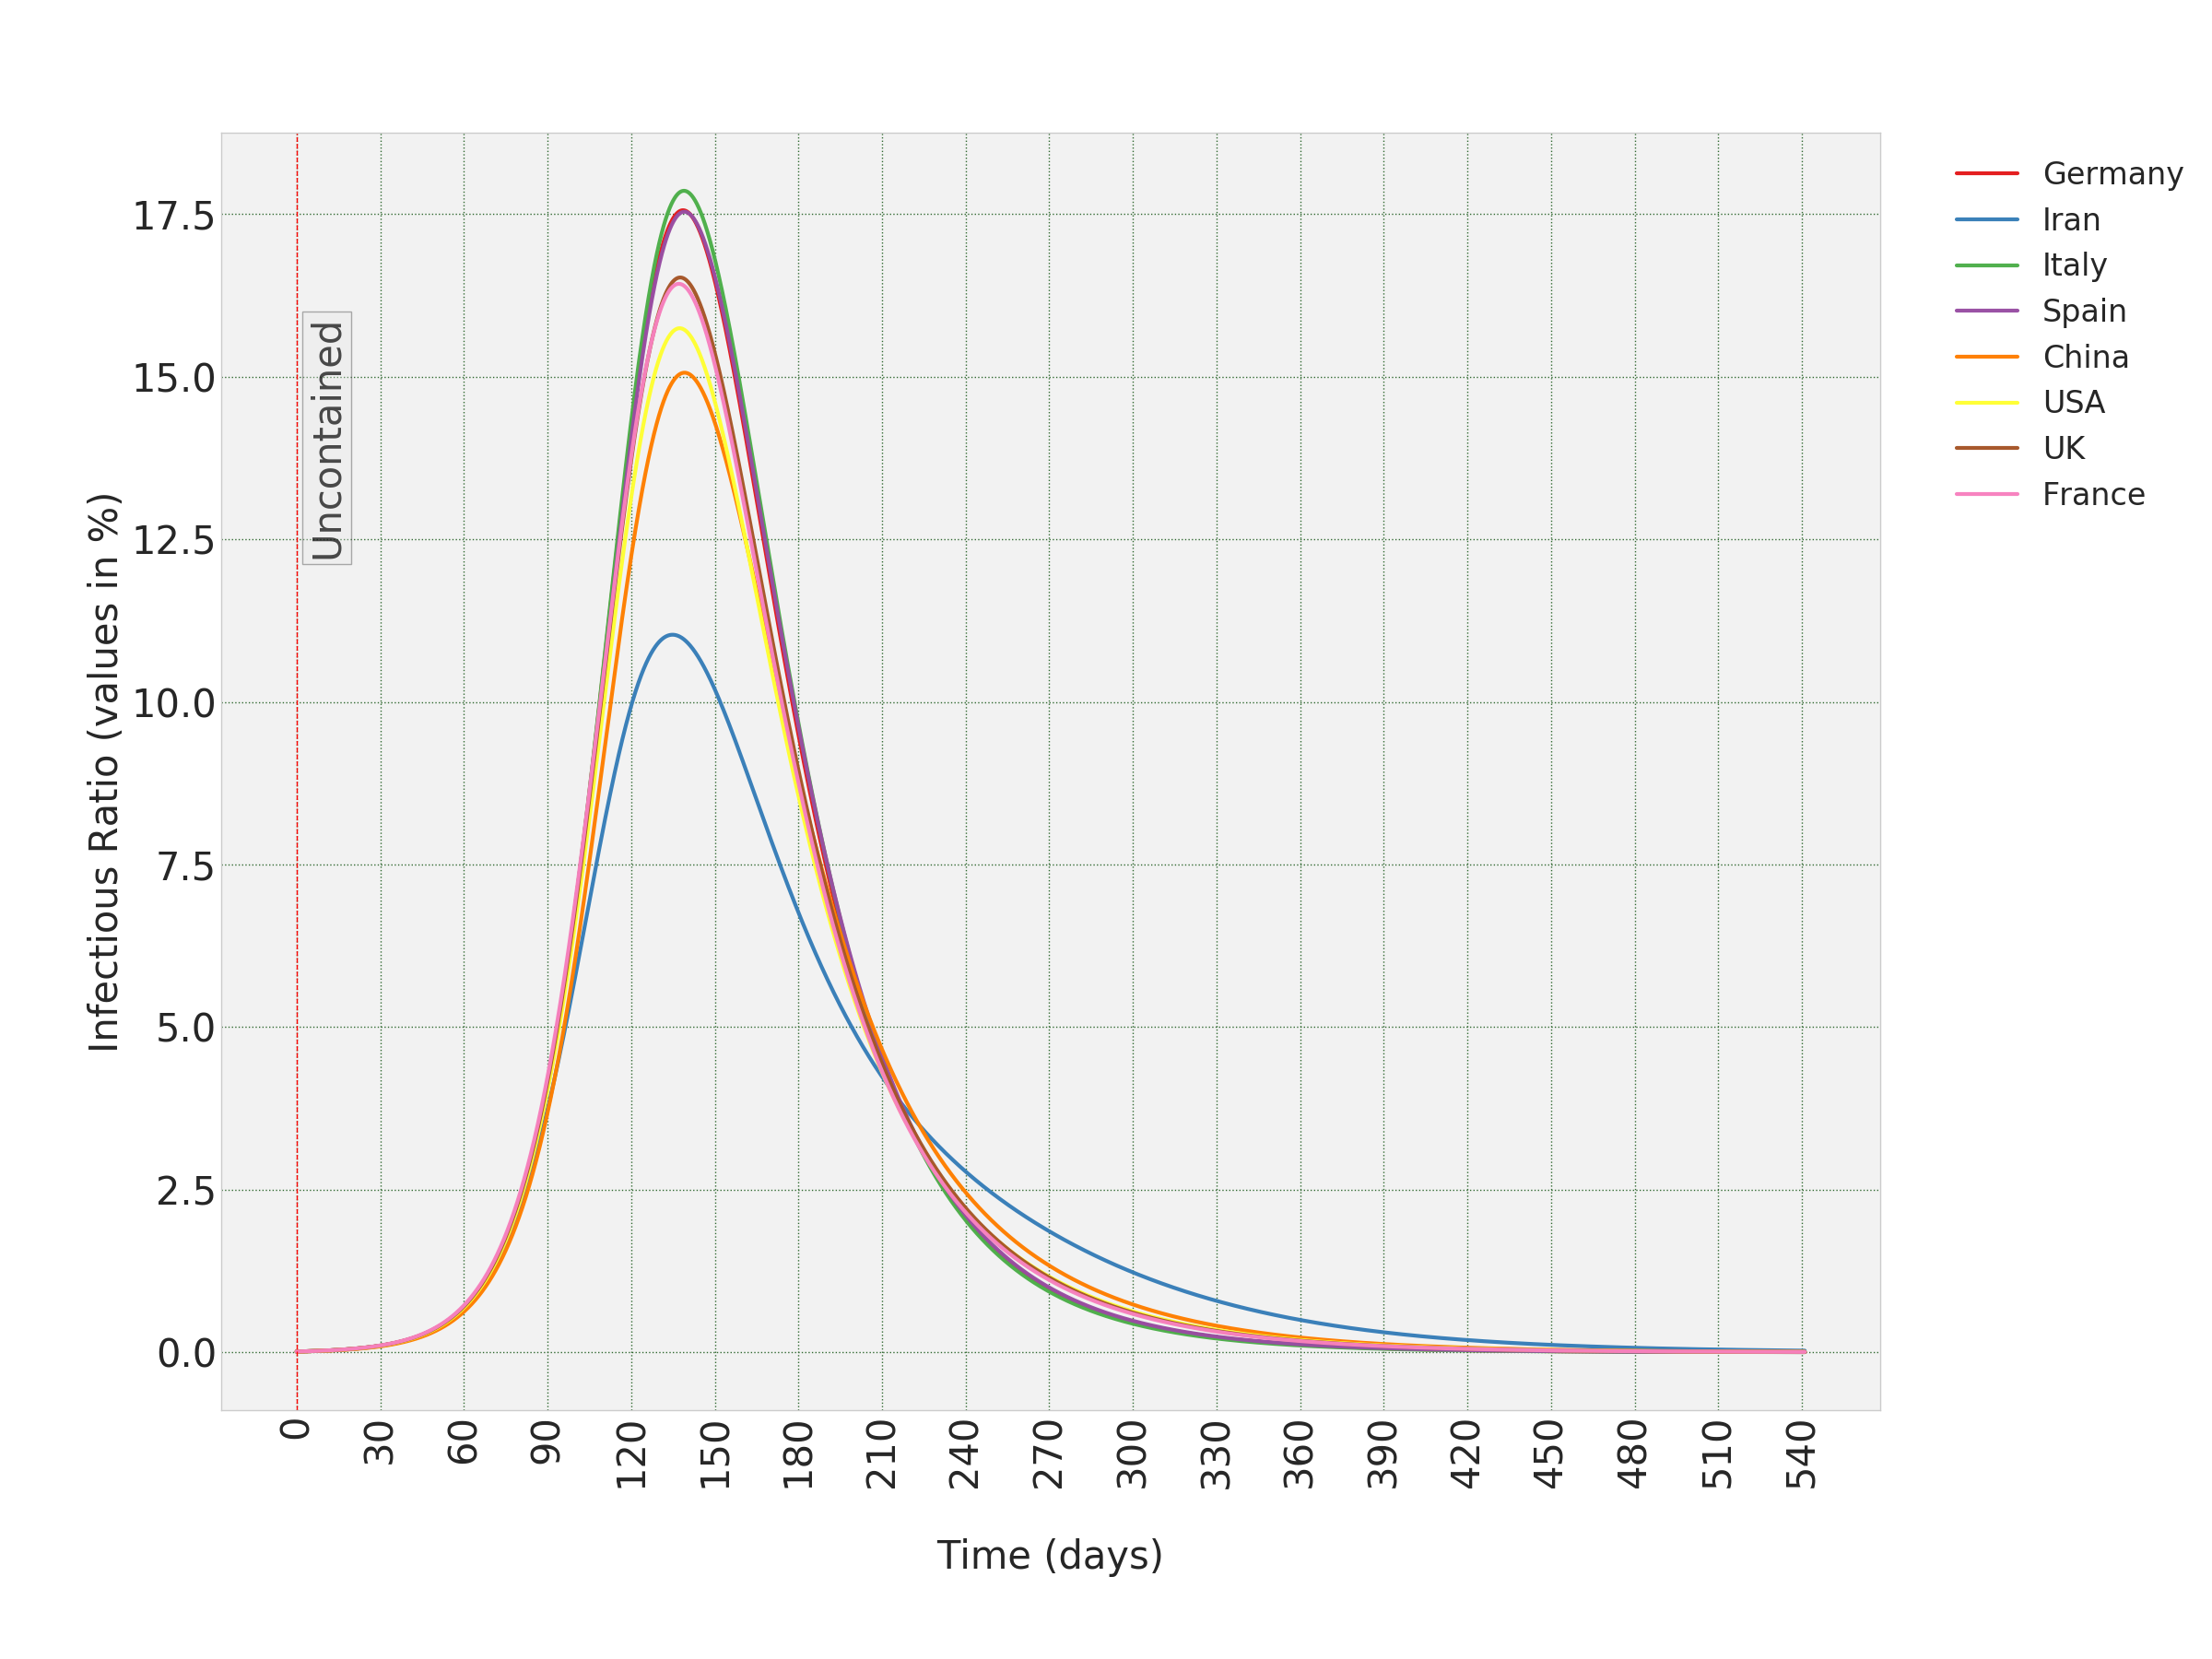 Uncontained
Infectious Ratio (values in %)
17.5
15.0
12.5
10.0
7.5
5.0
2.5
0.0
0 30 60 90 120 150 180 210 240 270 300 330 360 390 420 450 480 510 540
Time (days)
Germany
Iran
Italy
Spain
China
USA
UK
France